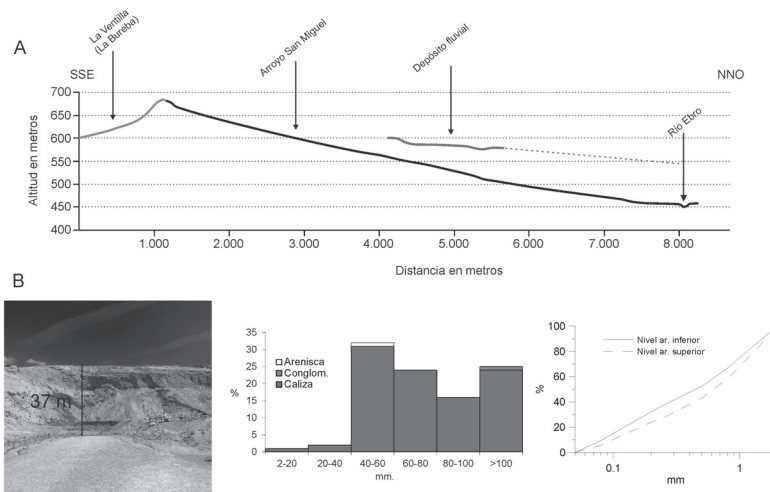 A
La Ventilla
(La Bureba)
Arroyo San Miguel
Depósito fluvial
Río Ebro
SSE
NNO
Altitud en metros
700
650
600
550
500
450
400
1.000
2.000
3.000
4.000
5.000
6.000
7.000
8.000
Distancia en metros
B
37 m
%
35
30
25
20
15
10
5
0
Arenisca
Conglom.
Caliza
2-20
20-40
40-60
60-80
80-100
>100
mm.
%
100
80
60
40
20
0
Nivel ar. inferior
Nivel ar. superior
0.1
1
mm